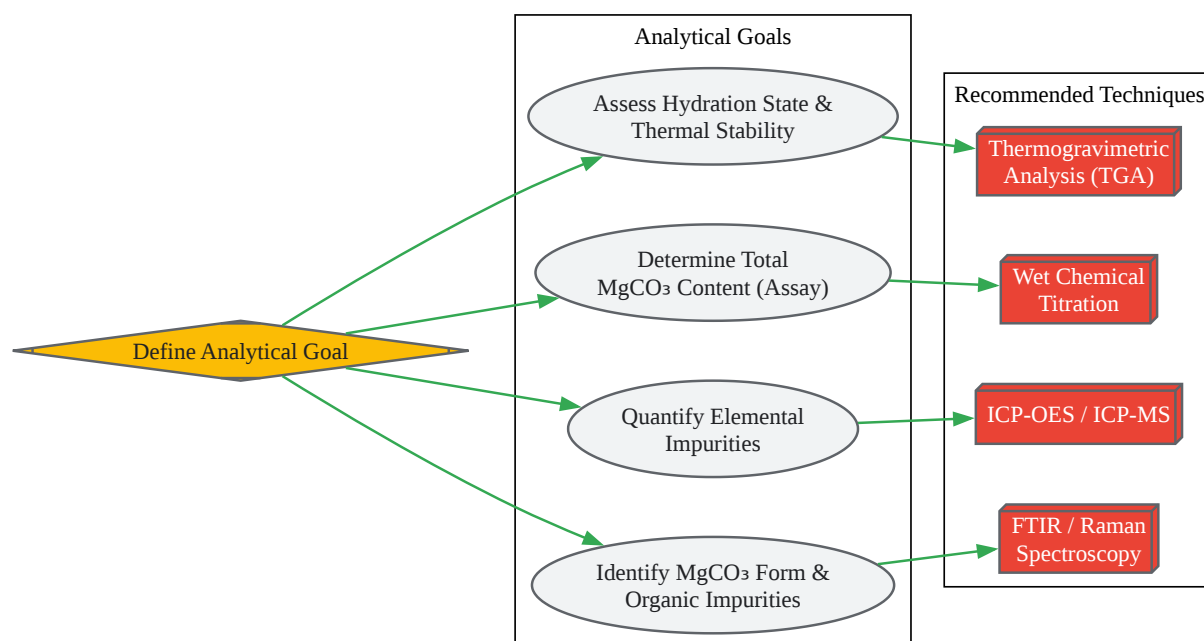 Analytical Goals
Recommended Techniques
Define Analytical Goal
Assess Hydration State &
Thermal Stability
Thermogravimetric
Analysis (TGA)
Determine Total
MgCO₃ Content (Assay)
Wet Chemical
Titration
Quantify Elemental
Impurities
ICP-OES / ICP-MS
Identify MgCO₃ Form &
Organic Impurities
FTIR / Raman
Spectroscopy